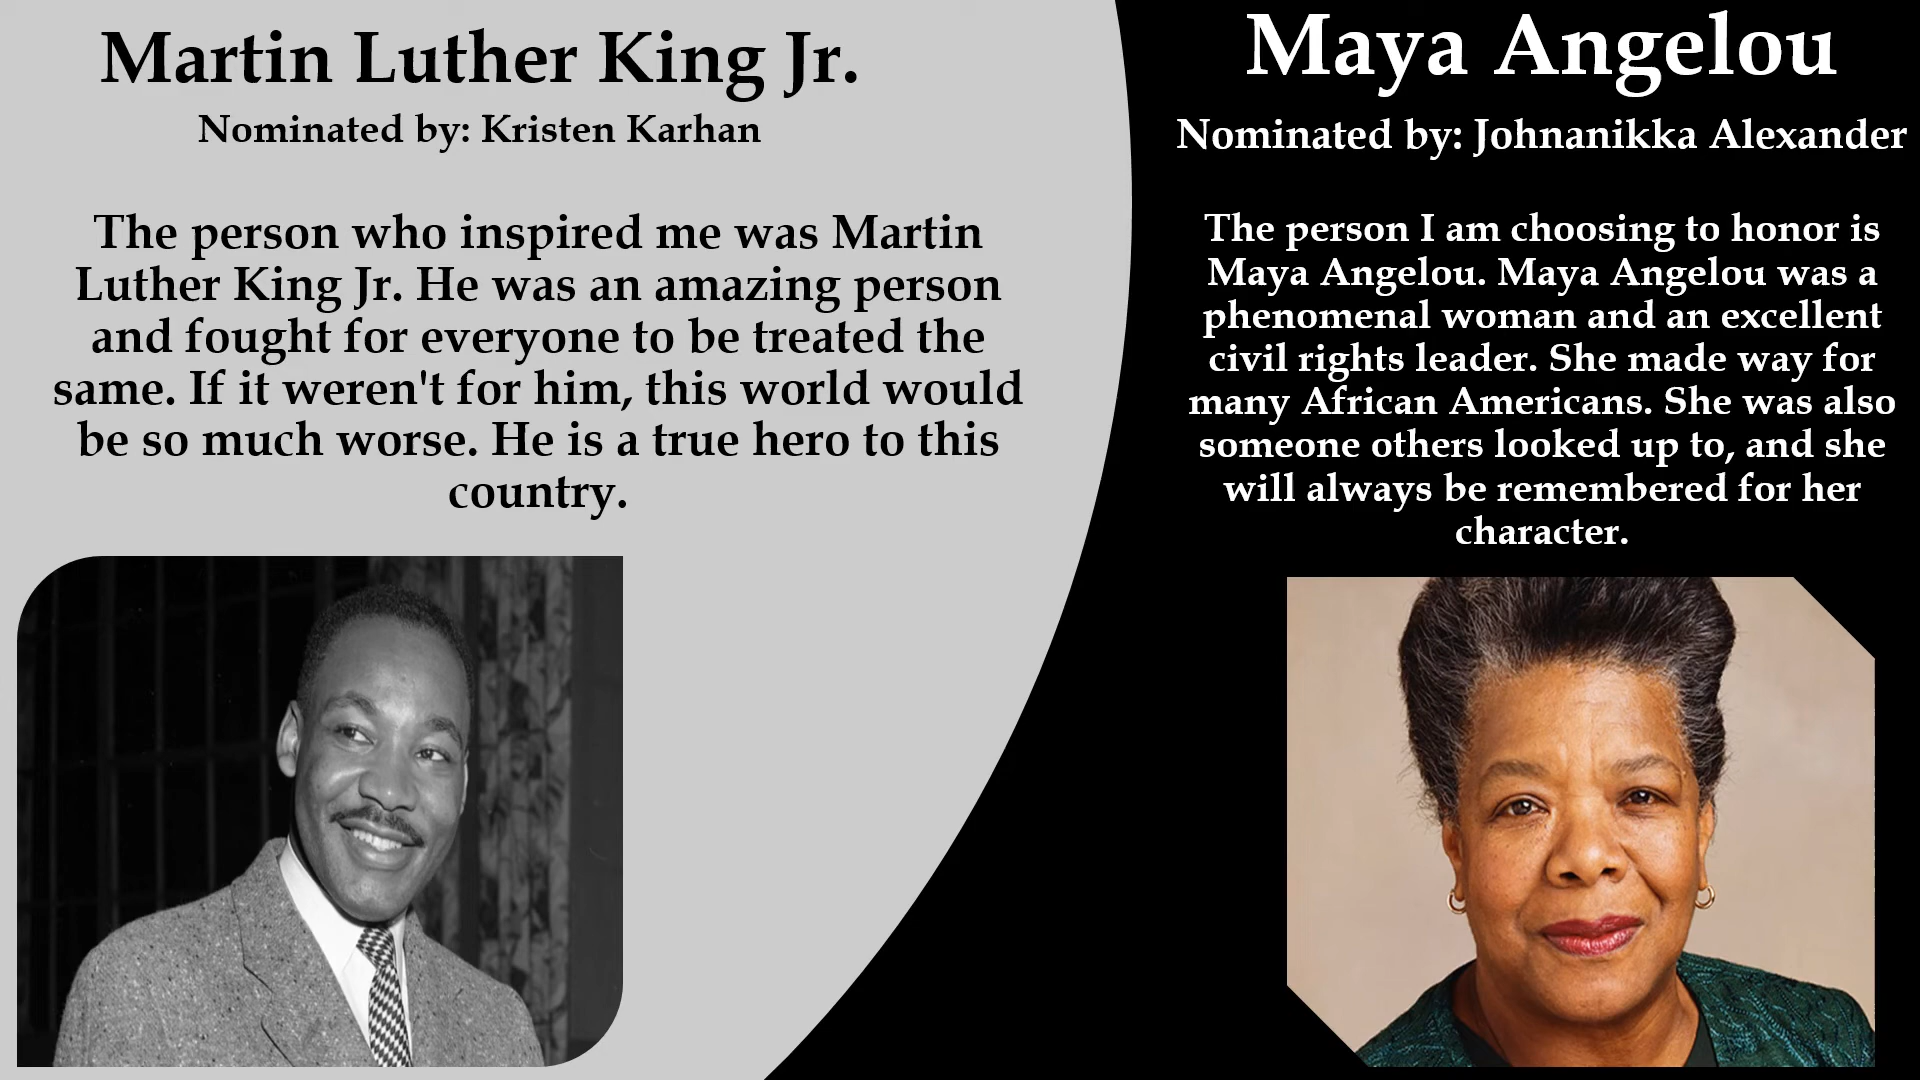 Martin Luther King Jr.
Nominated by: Kristen Karhan
The person who inspired me was Martin
Luther King Jr. He was an amazing person
and fought for everyone to be treated the
same. If it weren't for him, this world would
be so much worse. He is a true hero to this
country.
Maya Angelou
Nominated by: Johnanikka Alexander
The person I am choosing to honor is
Maya Angelou. Maya Angelou was a
phenomenal woman and an excellent
civil rights leader. She made way for
many African Americans. She was also
someone others looked up to, and she
will always be remembered for her
character.